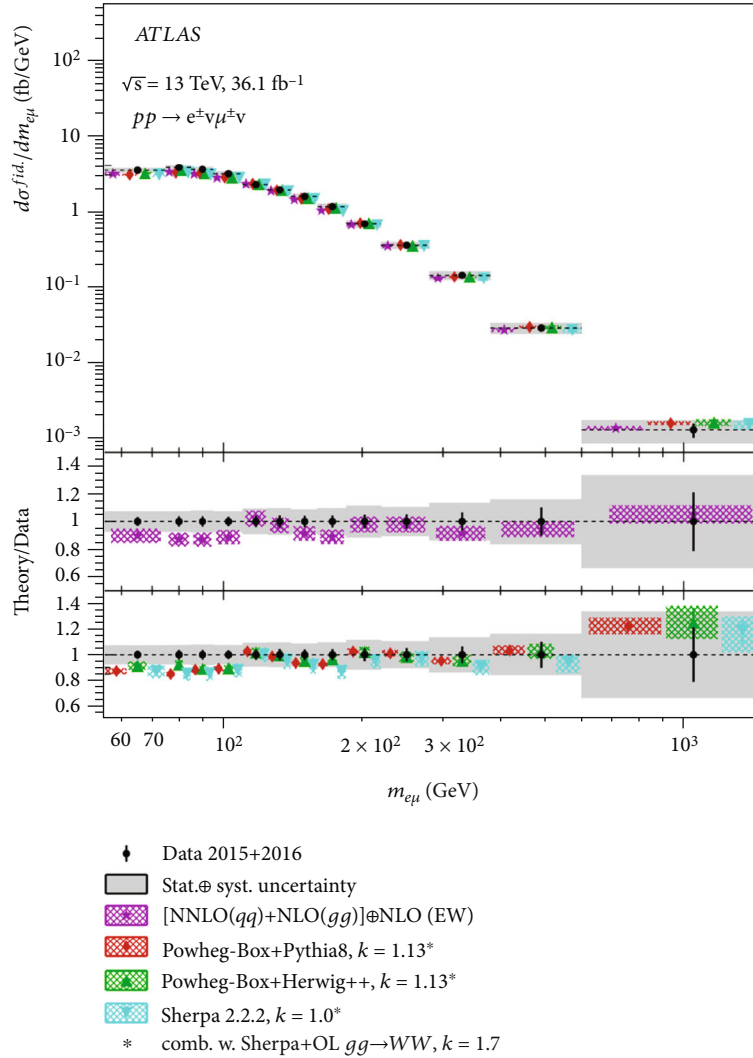 ATLAS
√s = 13 TeV, 36.1 fb⁻¹
pp → e±vμ±v
dσ^fid./dm_eμ (fb/GeV)
10²
10
1
10⁻¹
10⁻²
10⁻³
Theory/Data
1.4
1.2
1.0
0.8
0.6
1.4
1.2
1.0
0.8
0.6
60 70 10² 2 × 10² 3 × 10² 10³
m_eμ (GeV)
Data 2015+2016
Stat.⊕ syst. uncertainty
[NNLO(qq)+NLO(gg)]⊕NLO (EW)
Powheg-Box+Pythia8, k = 1.13*
Powheg-Box+Herwig++, k = 1.13*
Sherpa 2.2.2, k = 1.0*
* comb. w. Sherpa+OL gg→WW, k = 1.7